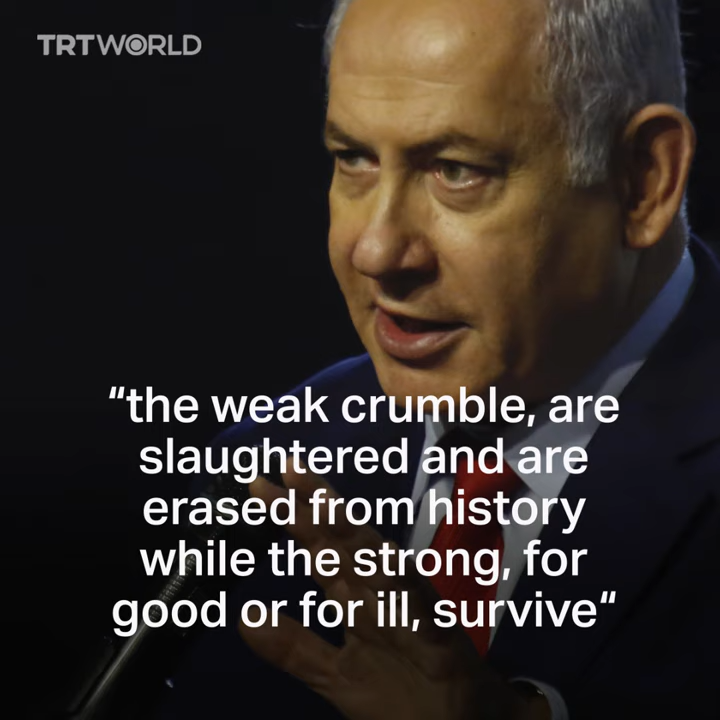 TRTWORLD
“the weak crumble, are
slaughtered and are
erased from history
while the strong, for
good or for ill, survive“